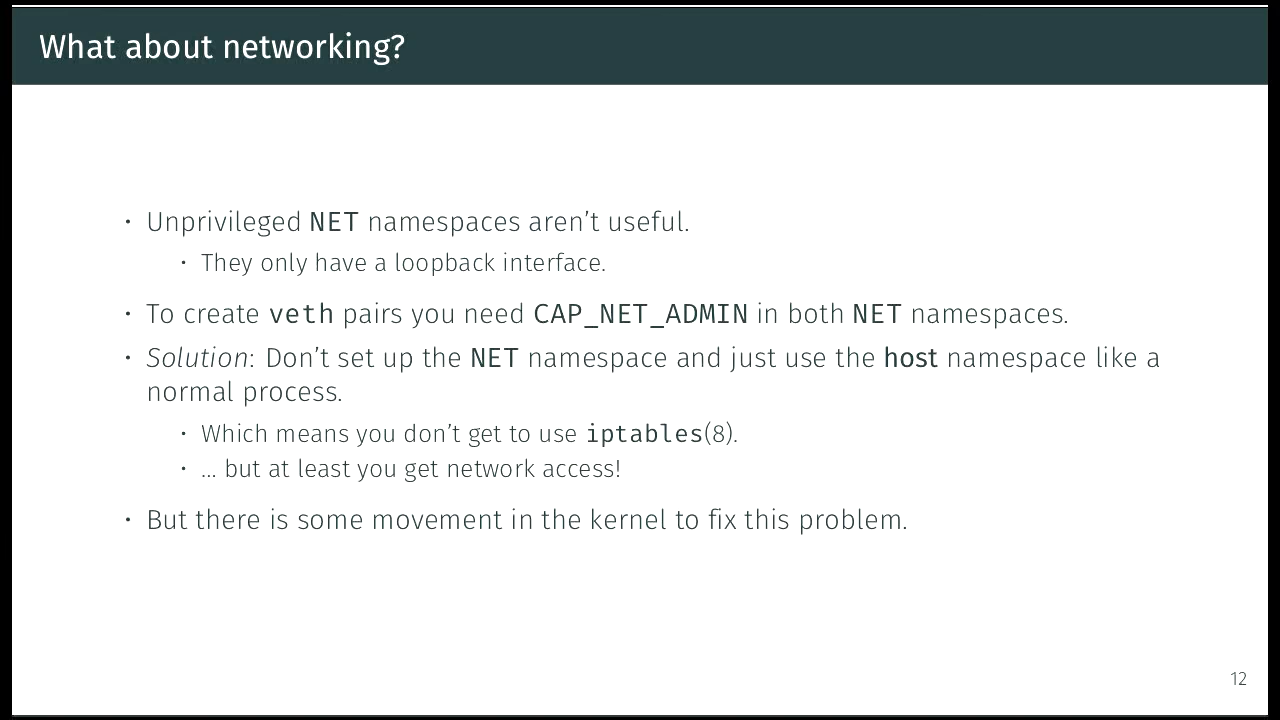 What about networking?
· Unprivileged NET namespaces aren’t useful.
· They only have a loopback interface.
· To create veth pairs you need CAP_NET_ADMIN in both NET namespaces.
· Solution: Don’t set up the NET namespace and just use the host namespace like a
normal process.
· Which means you don’t get to use iptables(8).
· ... but at least you get network access!
· But there is some movement in the kernel to fix this problem.
12